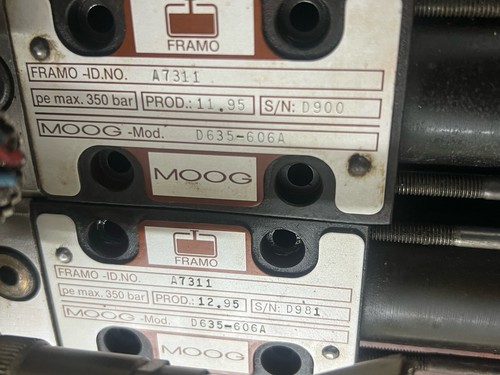 FRAMO
FRAMO -ID.NO. A7311
pe max. 350 bar PROD.: 11.95 S/N: D900
MOOG -Mod. D635-606A
MOOG
FRAMO
FRAMO -ID.NO. A7311
pe max. 350 bar PROD.: 12.95 S/N: D981
MOOG -Mod. D635-606A
MOOG